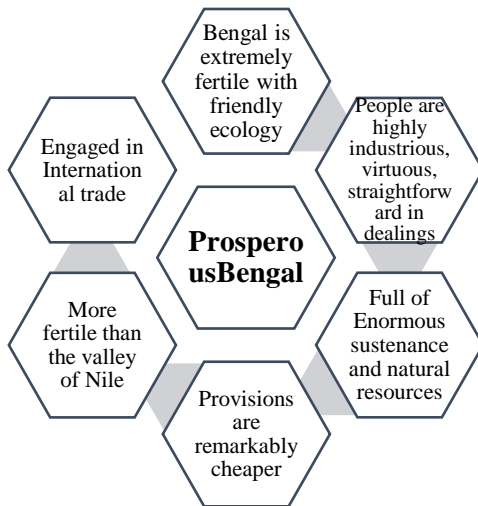 Bengal is
extremely
fertile with
friendly
ecology
People are
highly
industrious,
virtuous,
straightforw
ard in
dealings
Full of
Enormous
sustenance
and natural
resources
Provisions
are
remarkably
cheaper
More
fertile than
the valley
of Nile
Engaged in
Internation
al trade
Prospero
usBengal